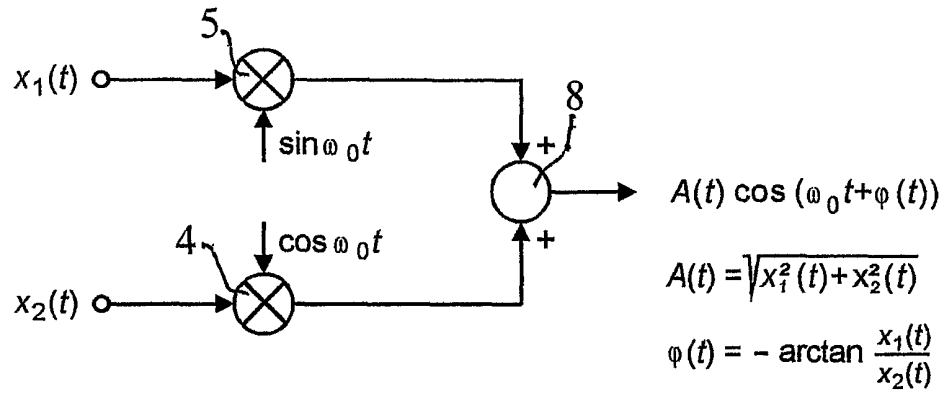 5
x₁(t)
sin ω₀t
8
+
A(t) cos (ω₀t+φ(t))
+
cos ω₀t
4
x₂(t)
A(t) = √x₁²(t)+x₂²(t)
φ(t) = – arctan x₁(t)/x₂(t)